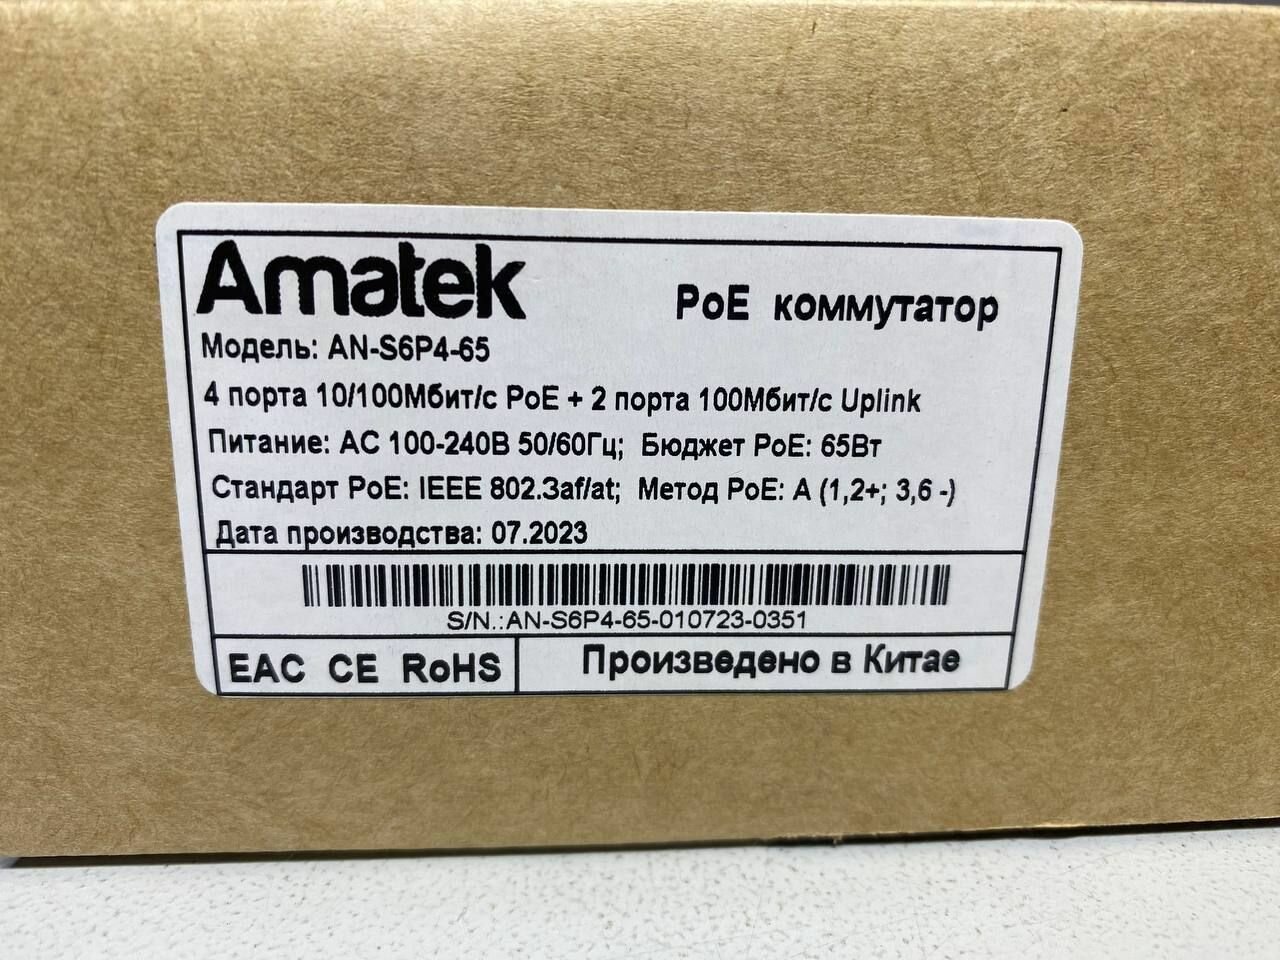 Amatek
PoE коммутатор
Модель: AN-S6P4-65
4 порта 10/100Мбит/с PoE + 2 порта 100Мбит/с Uplink
Питание: AC 100-240В 50/60Гц; Бюджет PoE: 65Вт
Стандарт PoE: IEEE 802.3af/at; Метод PoE: A (1,2+; 3,6 -)
Дата производства: 07.2023
S/N.:AN-S6P4-65-010723-0351
EAC CE RoHS
Произведено в Китае